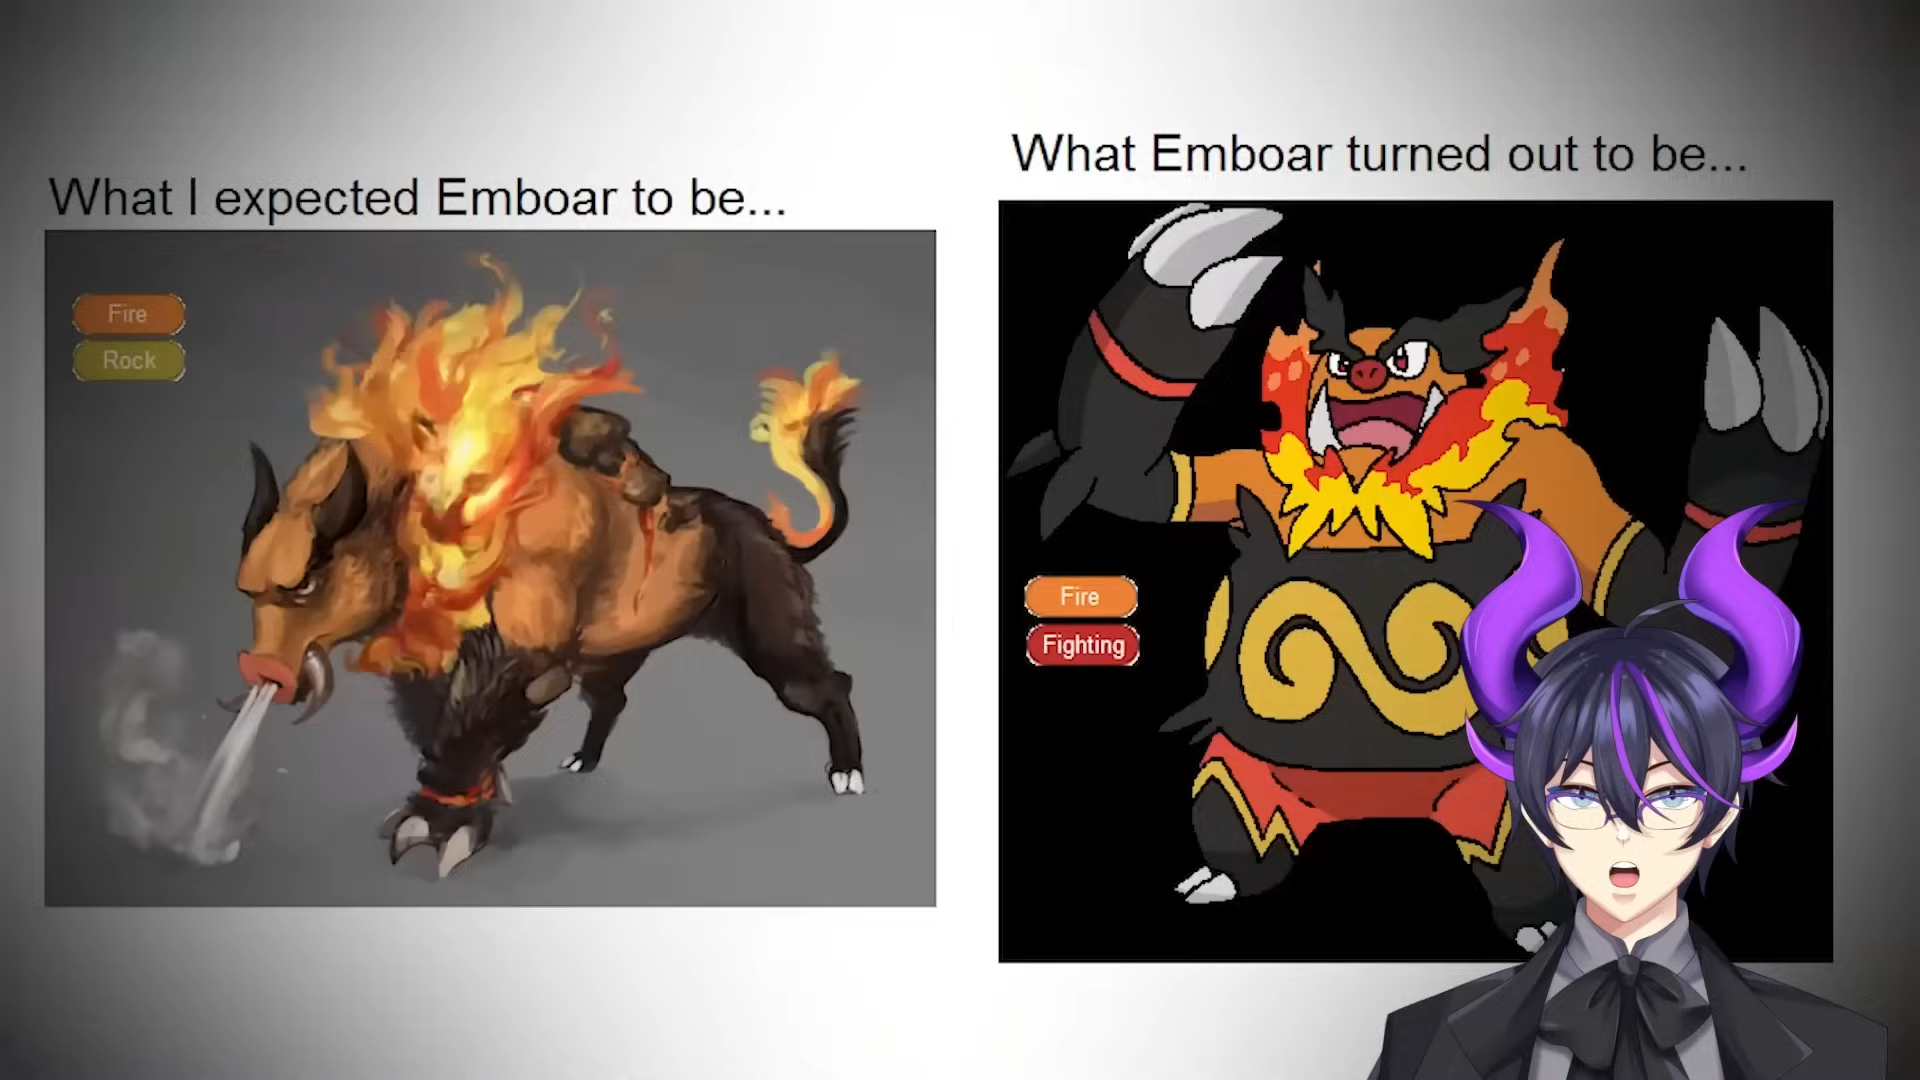 What I expected Emboar to be...
Fire
Rock
What Emboar turned out to be...
Fire
Fighting